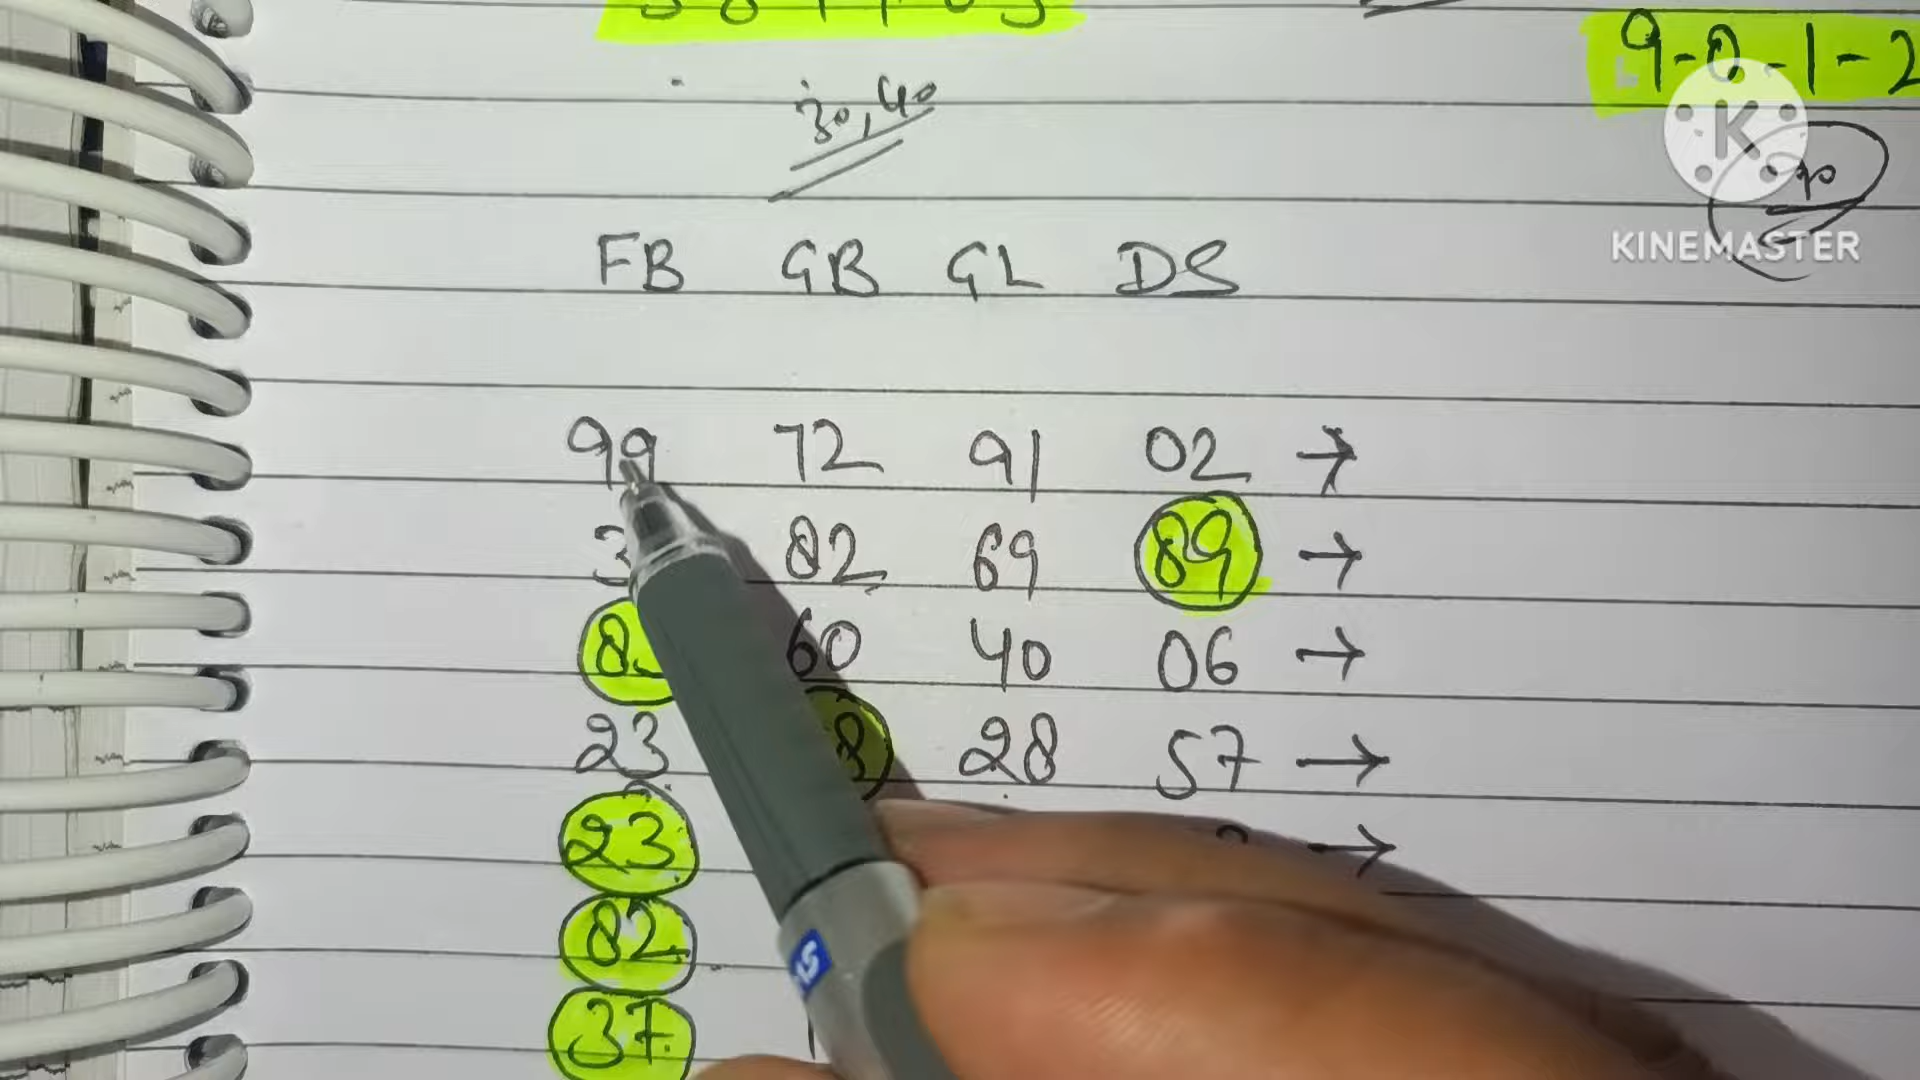 9-0-1-2
30,40
KINEMASTER
FB GB GL DS
99 72 91 02 →
82 69 89 →
60 40 06 →
23 28 57 →
23 →
82
37